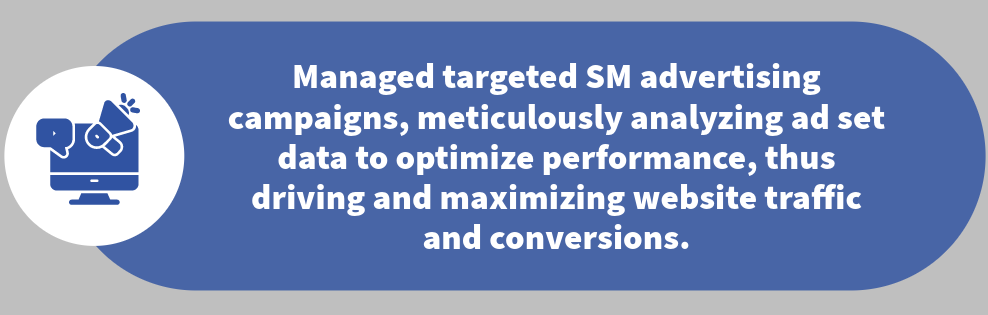 Managed targeted SM advertising
campaigns, meticulously analyzing ad set
data to optimize performance, thus
driving and maximizing website traffic
and conversions.